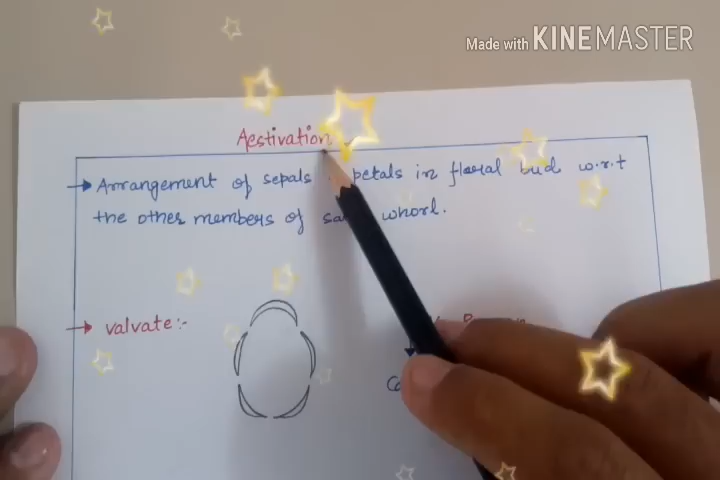 Made with KINEMASTER
Aestivation
→ Arrangement of sepals petals in floral bud w.r.t
the other members of whorl.
→ valvate:-